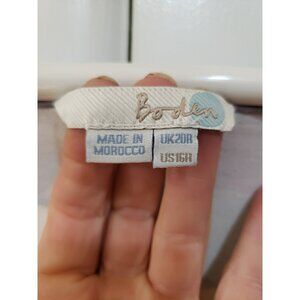 Boden
MADE IN
MOROCCO
UK20R
US16R